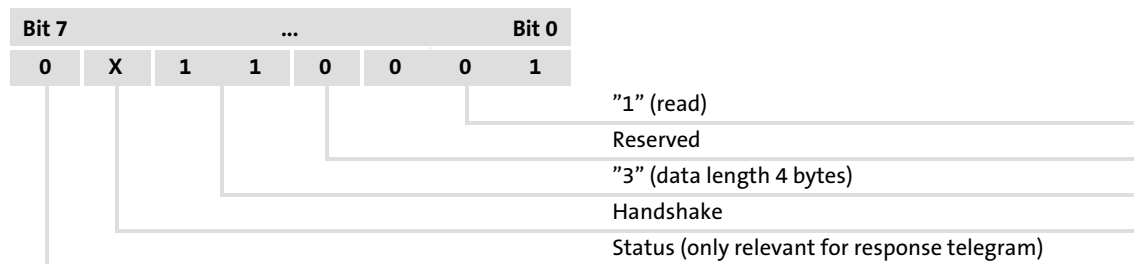 Bit 7 ... Bit 0
0 X 1 1 0 0 0 1
”1” (read)
Reserved
”3” (data length 4 bytes)
Handshake
Status (only relevant for response telegram)